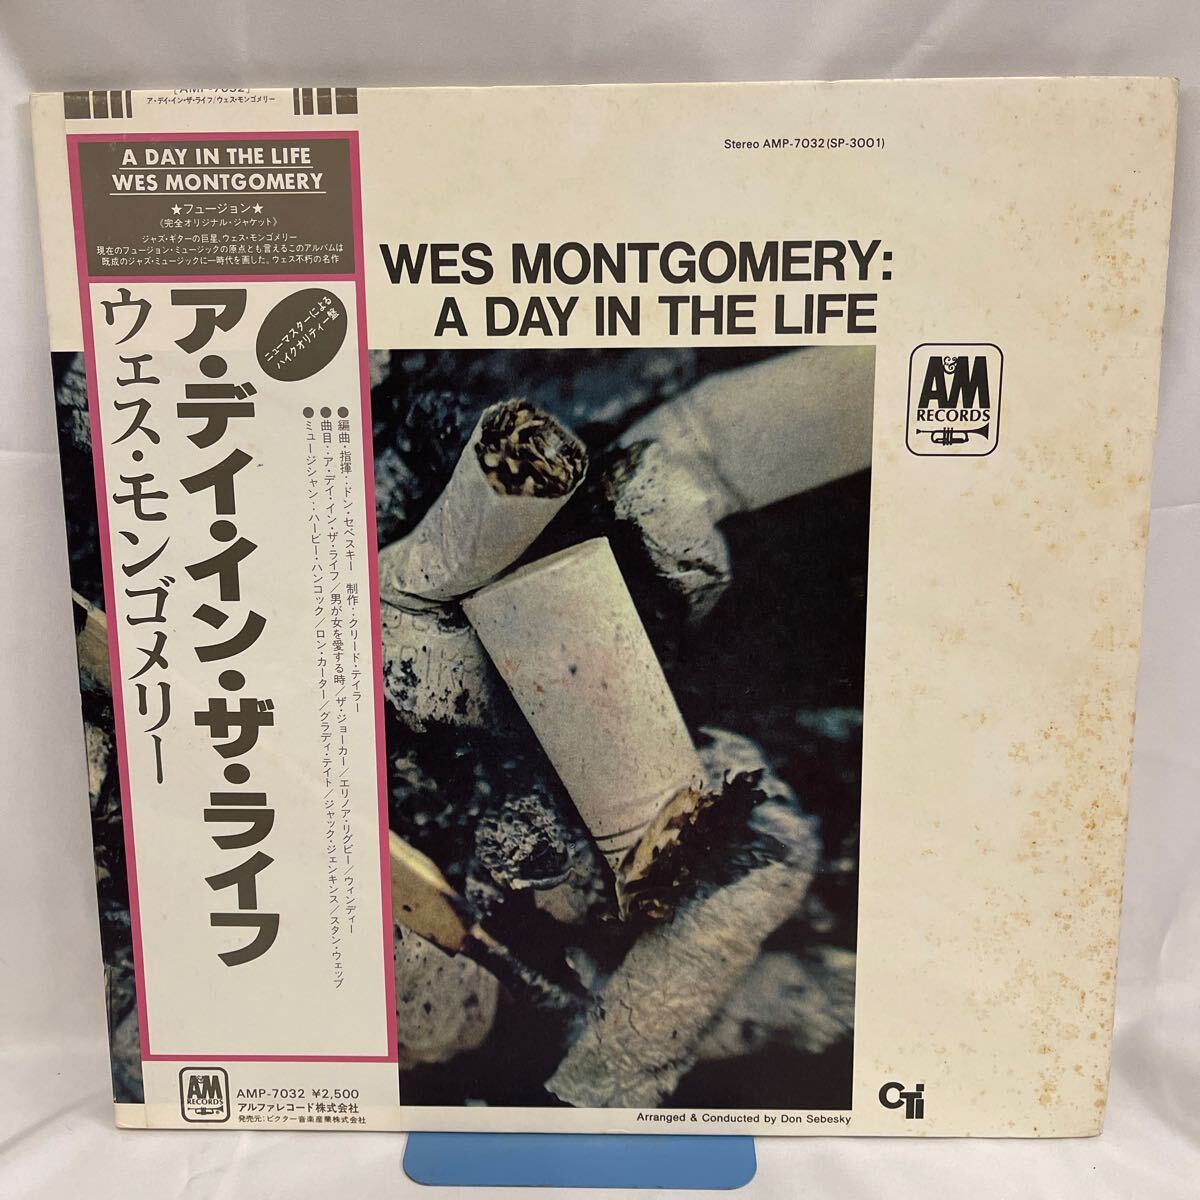 [AMP-7032]
ア・デイ・イン・ザ・ライフ/ウェス・モンゴメリー
A DAY IN THE LIFE
WES MONTGOMERY
★フュージョン★
《完全オリジナル・ジャケット》
ジャズ・ギターの巨星、ウェス・モンゴメリー
現在のフュージョン・ミュージックの原点とも言えるこのアルバムは
既成のジャズ・ミュージックに一時代を画した。ウェス不朽の名作
ニューマスターによる
ハイクオリティー盤
ア・デイ・イン・ザ・ライフ
ウェス・モンゴメリー
●編曲・指揮:ドン・セベスキー 制作:クリード・テイラー
●曲目:ア・デイ・イン・ザ・ライフ/男が女を愛する時/ザ・ジョーカー/エリノア・リグビー/ウィンディー
●ミュージシャン:ハービー・ハンコック/ロン・カーター/グラディ・テイト/ジャック・ジェンキンス/スタン・ウェッブ
A&M
RECORDS
AMP-7032 ¥2,500
アルファレコード株式会社
発売元:ビクター音楽産業株式会社
Stereo AMP-7032(SP-3001)
WES MONTGOMERY:
A DAY IN THE LIFE
A&M
RECORDS
CTi
Arranged & Conducted by Don Sebesky